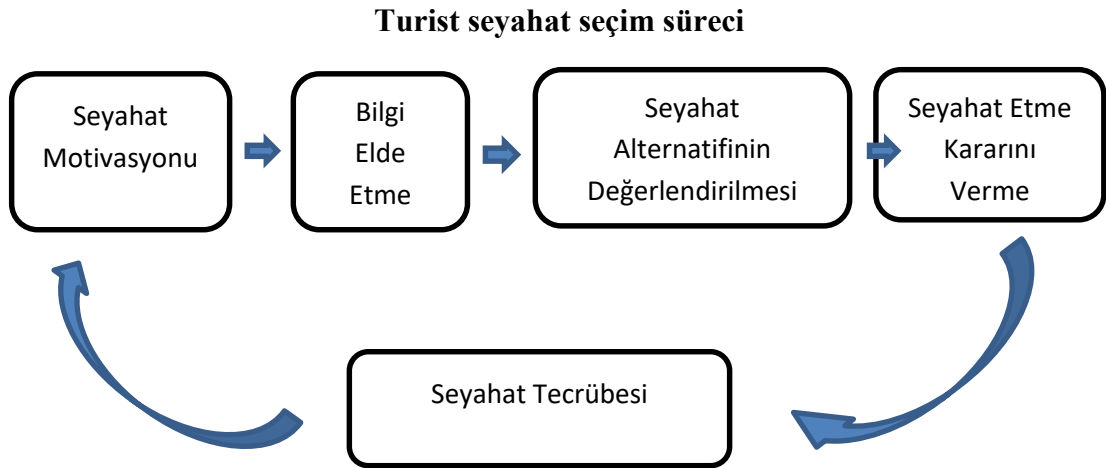 Turist seyahat seçim süreci
Seyahat
Motivasyonu
Bilgi
Elde
Etme
Seyahat
Alternatifinin
Değerlendirilmesi
Seyahat Etme
Kararını
Verme
Seyahat Tecrübesi